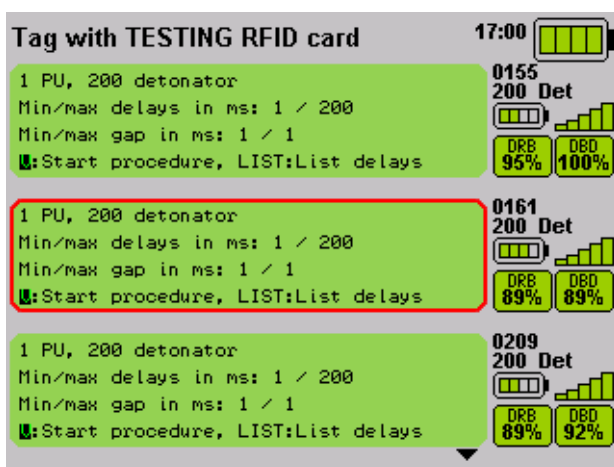 Tag with TESTING RFID card
17:00
1 PU, 200 detonator
Min/max delays in ms: 1 / 200
Min/max gap in ms: 1 / 1
:Start procedure, LIST:List delays
0155
200 Det
DRB DBD
95% 100%
1 PU, 200 detonator
Min/max delays in ms: 1 / 200
Min/max gap in ms: 1 / 1
:Start procedure, LIST:List delays
0161
200 Det
DRB DBD
89% 89%
1 PU, 200 detonator
Min/max delays in ms: 1 / 200
Min/max gap in ms: 1 / 1
:Start procedure, LIST:List delays
0209
200 Det
DRB DBD
89% 92%